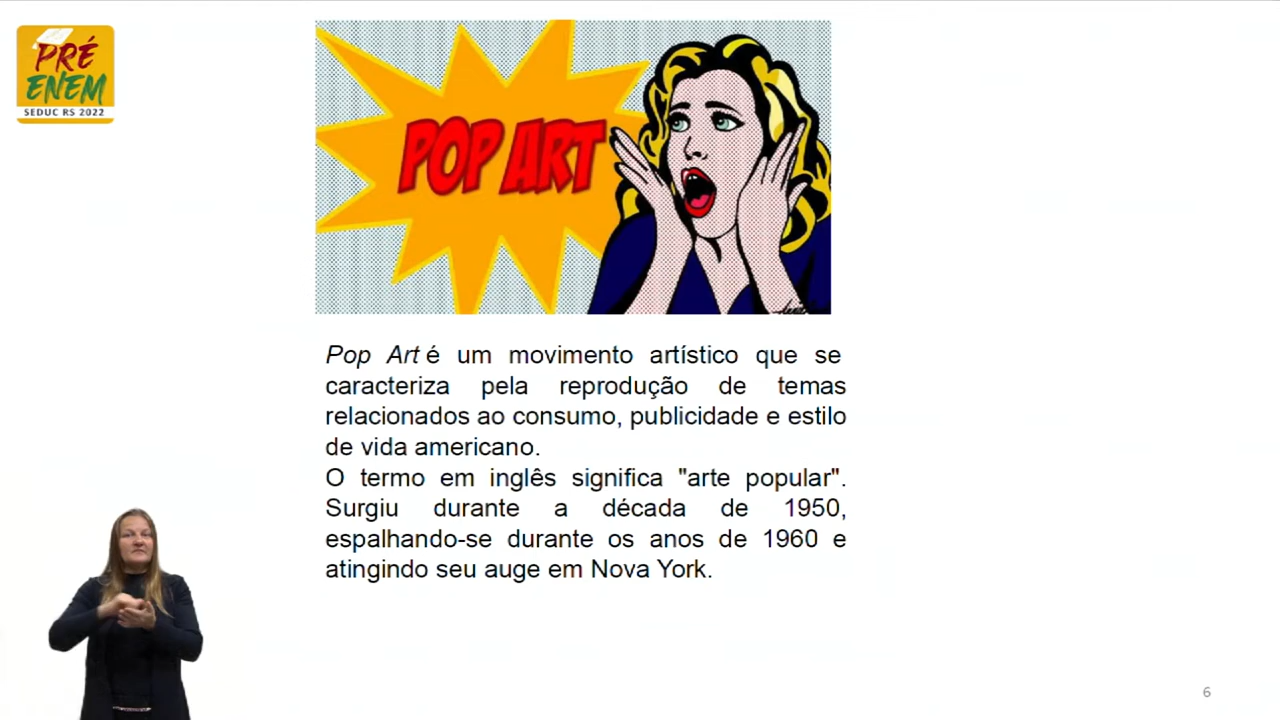 PRÉ
ENEM
SEDUC RS 2022
POP ART
Pop Art é um movimento artístico que se
caracteriza pela reprodução de temas
relacionados ao consumo, publicidade e estilo
de vida americano.
O termo em inglês significa "arte popular".
Surgiu durante a década de 1950,
espalhando-se durante os anos de 1960 e
atingindo seu auge em Nova York.
6